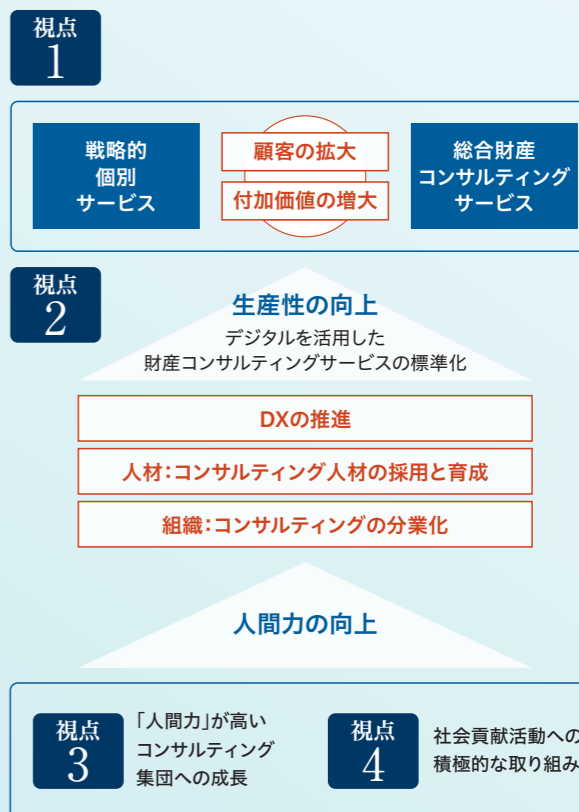 視点
1
戦略的
個別
サービス
顧客の拡大
付加価値の増大
総合財産
コンサルティング
サービス
視点
2
生産性の向上
デジタルを活用した
財産コンサルティングサービスの標準化
DXの推進
人材:コンサルティング人材の採用と育成
組織:コンサルティングの分業化
人間力の向上
視点
3
「人間力」が高い
コンサルティング
集団への成長
視点
4
社会貢献活動への
積極的な取り組み